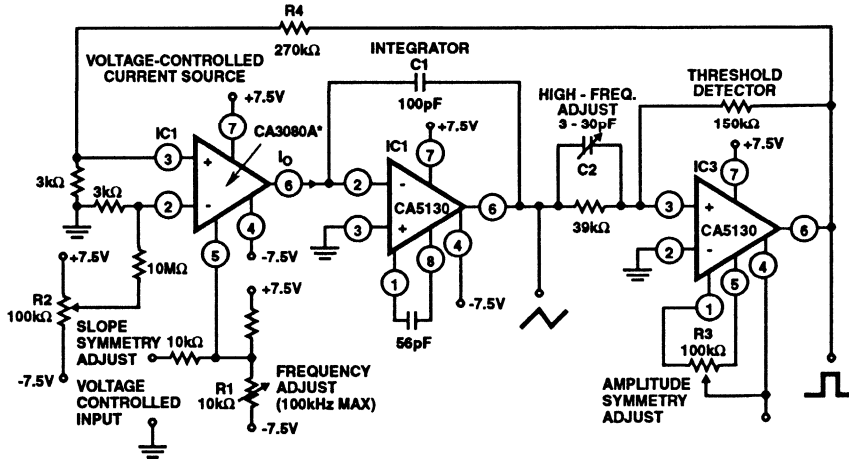 R4
270kΩ
VOLTAGE-CONTROLLED
CURRENT SOURCE
+7.5V
7
IC1
CA3080A*
3
+
3kΩ
3kΩ
2
-
IO
6
4
-7.5V
5
10MΩ
+7.5V
R2
100kΩ
-7.5V
SLOPE
SYMMETRY
ADJUST
10kΩ
VOLTAGE
CONTROLLED
INPUT
+7.5V
R1
10kΩ
FREQUENCY
ADJUST
(100kHz MAX)
-7.5V
INTEGRATOR
C1
100pF
+7.5V
7
IC1
2
-
CA5130
3
+
6
4
-7.5V
1
8
56pF
HIGH - FREQ.
ADJUST
3 - 30pF
C2
39kΩ
THRESHOLD
DETECTOR
150kΩ
+7.5V
7
IC3
3
+
CA5130
2
-
6
4
5
1
R3
100kΩ
AMPLITUDE
SYMMETRY
ADJUST